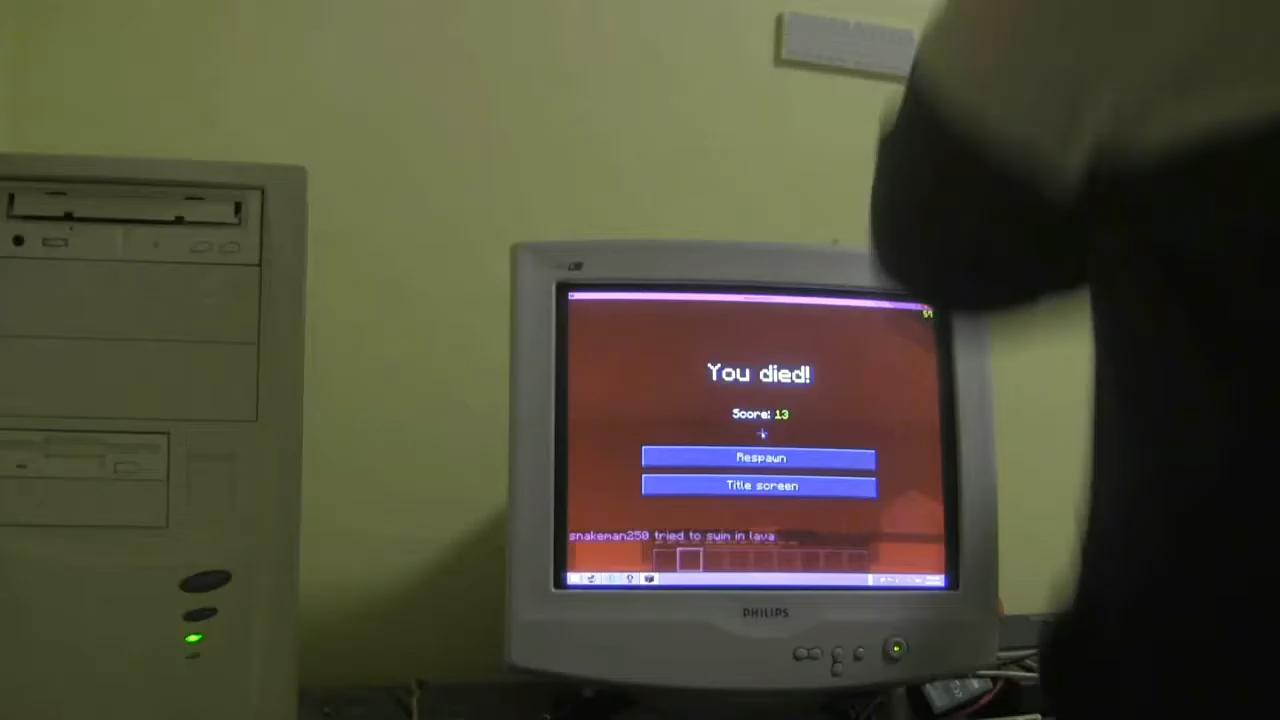 You died!
Score: 13
Respawn
Title screen
snakeman250 tried to swim in lava
PHILIPS